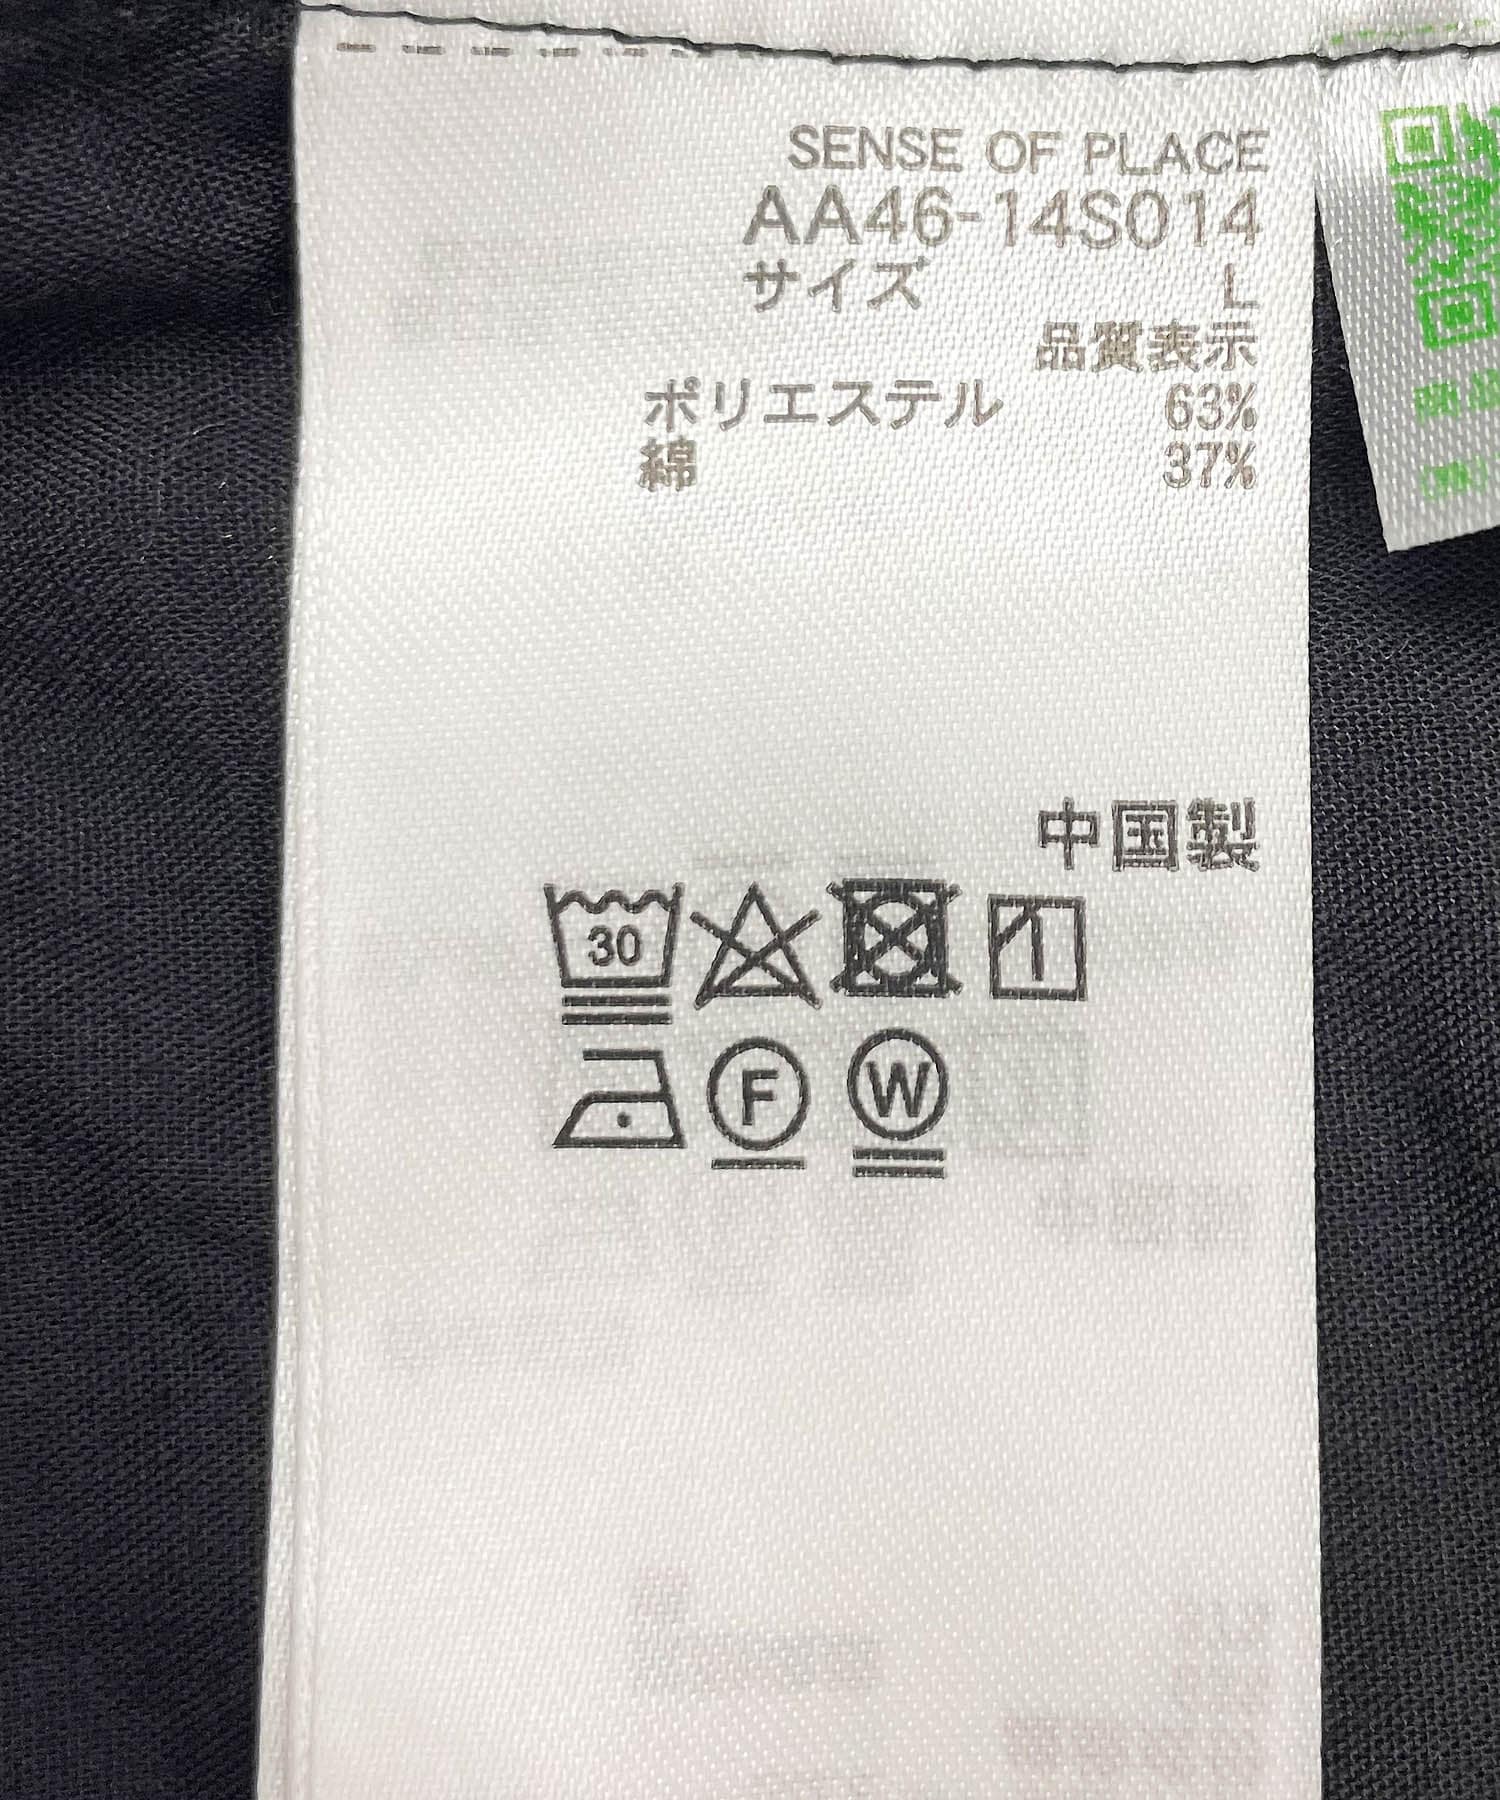 SENSE OF PLACE
AA46-14S014
サイズ L
品質表示
ポリエステル 63%
綿 37%
中国製
30
F W